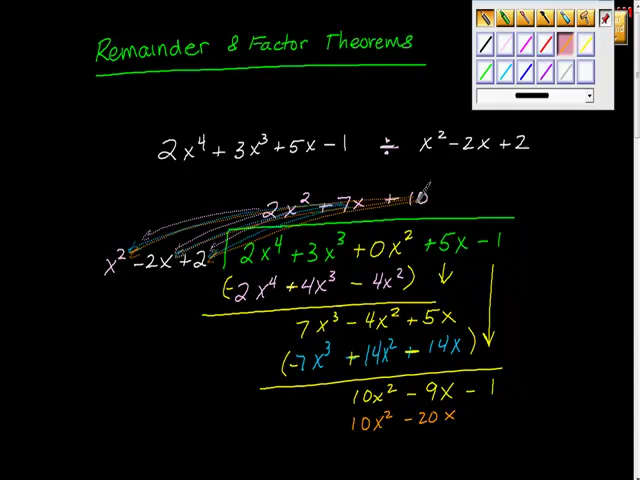 Remainder & Factor Theorems
2x⁴ + 3x³ + 5x - 1 ÷ x² - 2x + 2
2x² + 7x + 10
x² - 2x + 2 2x⁴ + 3x³ + 0x² + 5x - 1
(-2x⁴ + 4x³ - 4x²)
7x³ - 4x² + 5x
(-7x³ + 14x² - 14x)
10x² - 9x - 1
10x² - 20x